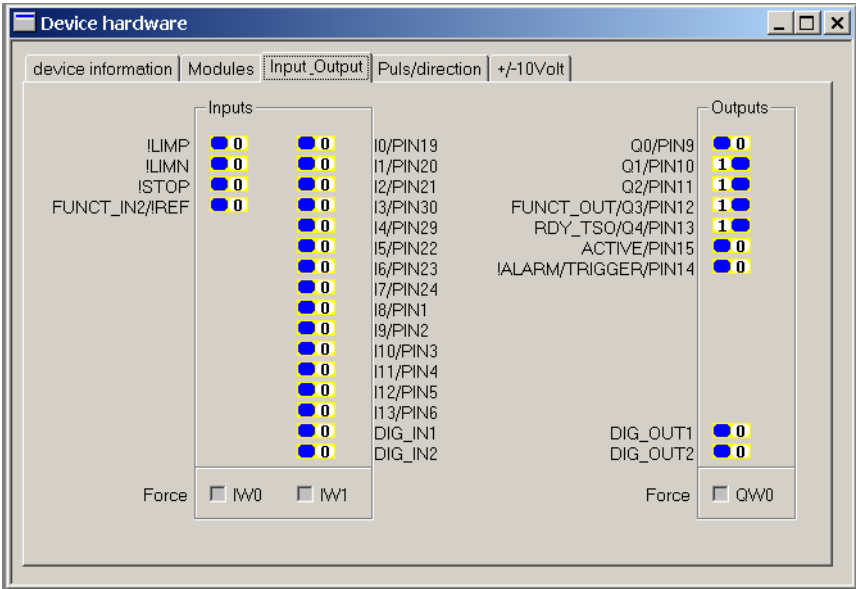 Device hardware
device information Modules Input_Output Puls/direction +/-10Volt
Inputs Outputs
!LIMP 0 0 I0/PIN19 Q0/PIN9 0
!LIMN 0 0 I1/PIN20 Q1/PIN10 1
!STOP 0 0 I2/PIN21 Q2/PIN11 1
FUNCT_IN2/!REF 0 0 I3/PIN30 FUNCT_OUT/Q3/PIN12 1
0 I4/PIN29 RDY_TSO/Q4/PIN13 1
0 I5/PIN22 ACTIVE/PIN15 0
0 I6/PIN23 !ALARM/TRIGGER/PIN14 0
0 I7/PIN24
0 I8/PIN1
0 I9/PIN2
0 I10/PIN3
0 I11/PIN4
0 I12/PIN5
0 I13/PIN6
0 DIG_IN1 DIG_OUT1 0
0 DIG_IN2 DIG_OUT2 0
Force IW0 IW1 Force QW0